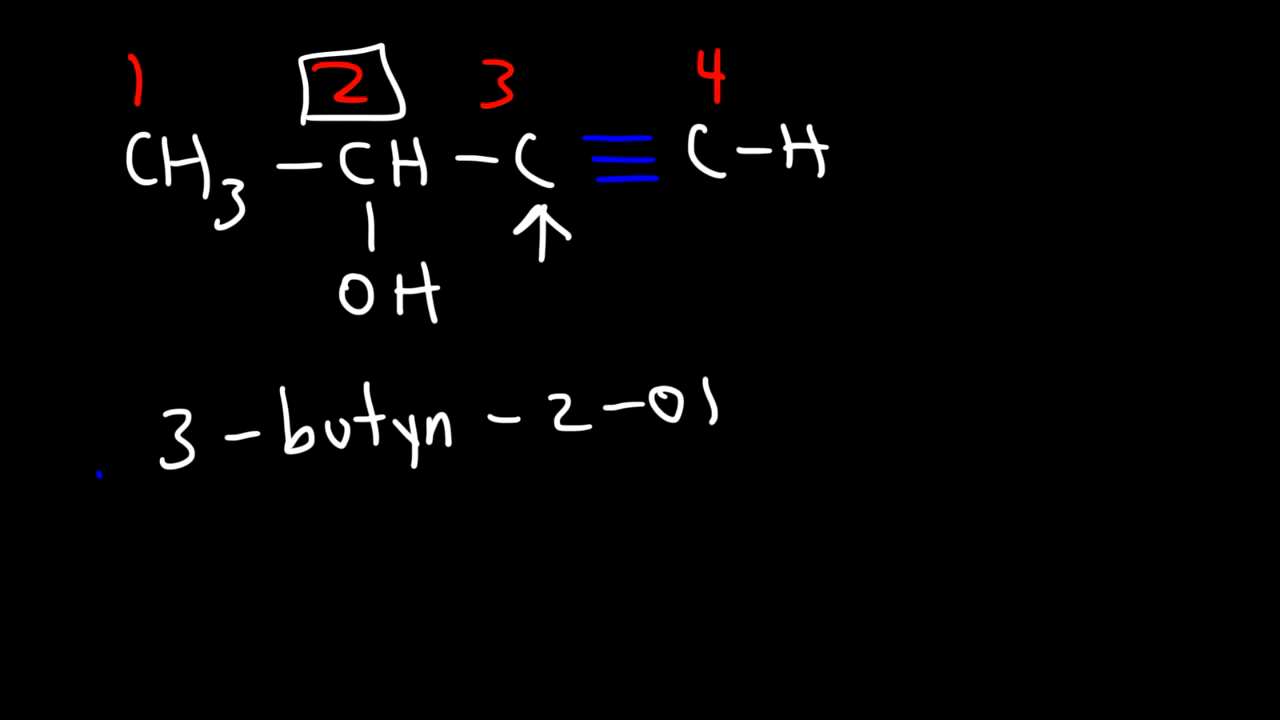 1 2 3 4
CH₃ – CH – C ≡ C – H
OH
3 – butyn – 2 – ol